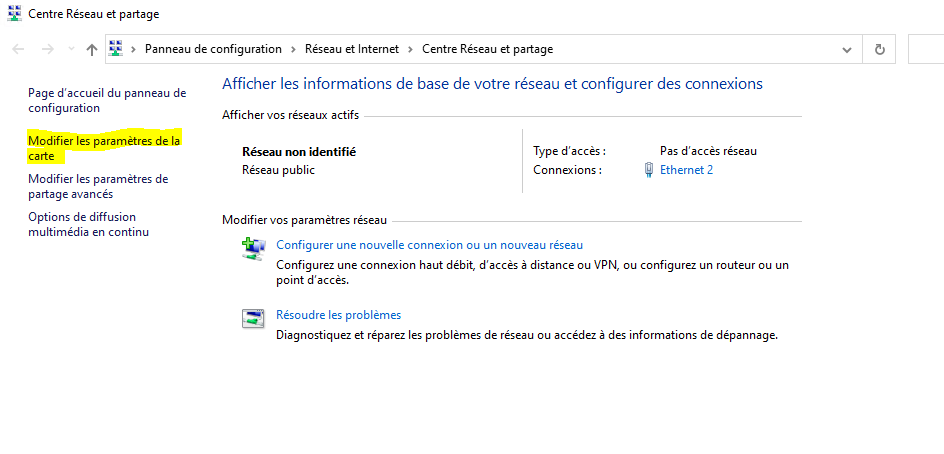 Centre Réseau et partage
Panneau de configuration > Réseau et Internet > Centre Réseau et partage
Page d'accueil du panneau de
configuration
Modifier les paramètres de la
carte
Modifier les paramètres de
partage avancés
Options de diffusion
multimédia en continu
Afficher les informations de base de votre réseau et configurer des connexions
Afficher vos réseaux actifs
Réseau non identifié
Réseau public
Type d'accès : Pas d'accès réseau
Connexions : Ethernet 2
Modifier vos paramètres réseau
Configurer une nouvelle connexion ou un nouveau réseau
Configurez une connexion haut débit, d'accès à distance ou VPN, ou configurez un routeur ou un
point d'accès.
Résoudre les problèmes
Diagnostiquez et réparez les problèmes de réseau ou accédez à des informations de dépannage.